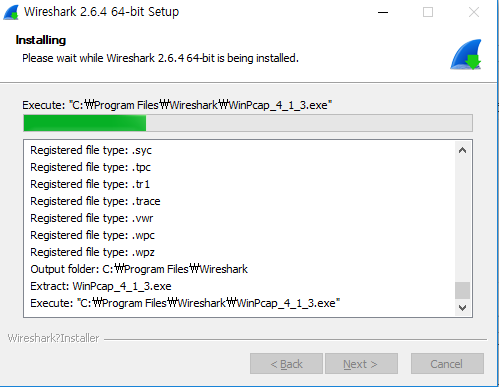 Wireshark 2.6.4 64-bit Setup
Installing
Please wait while Wireshark 2.6.4 64-bit is being installed.
Execute: "C:₩Program Files₩Wireshark₩WinPcap_4_1_3.exe"
Registered file type: .syc
Registered file type: .tpc
Registered file type: .tr1
Registered file type: .trace
Registered file type: .vwr
Registered file type: .wpc
Registered file type: .wpz
Output folder: C:₩Program Files₩Wireshark
Extract: WinPcap_4_1_3.exe
Execute: "C:₩Program Files₩Wireshark₩WinPcap_4_1_3.exe"
Wireshark?Installer
< Back Next > Cancel